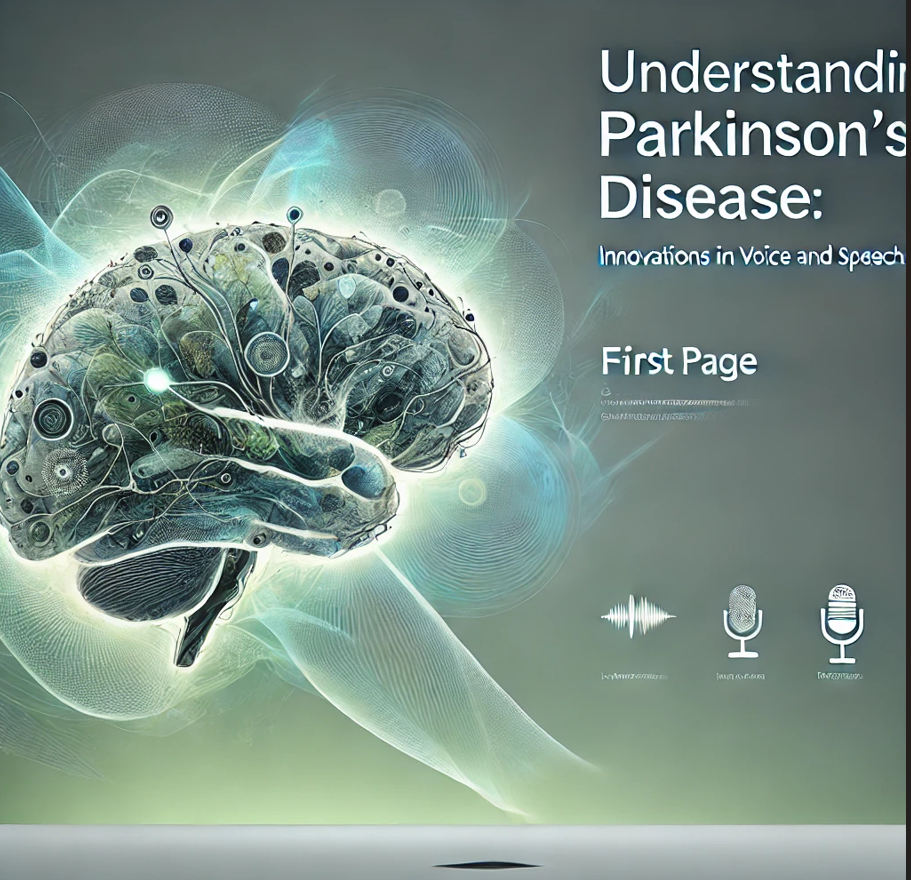 Understandin
Parkinson's
Disease:
Innovations in Voice and Speech
First Page